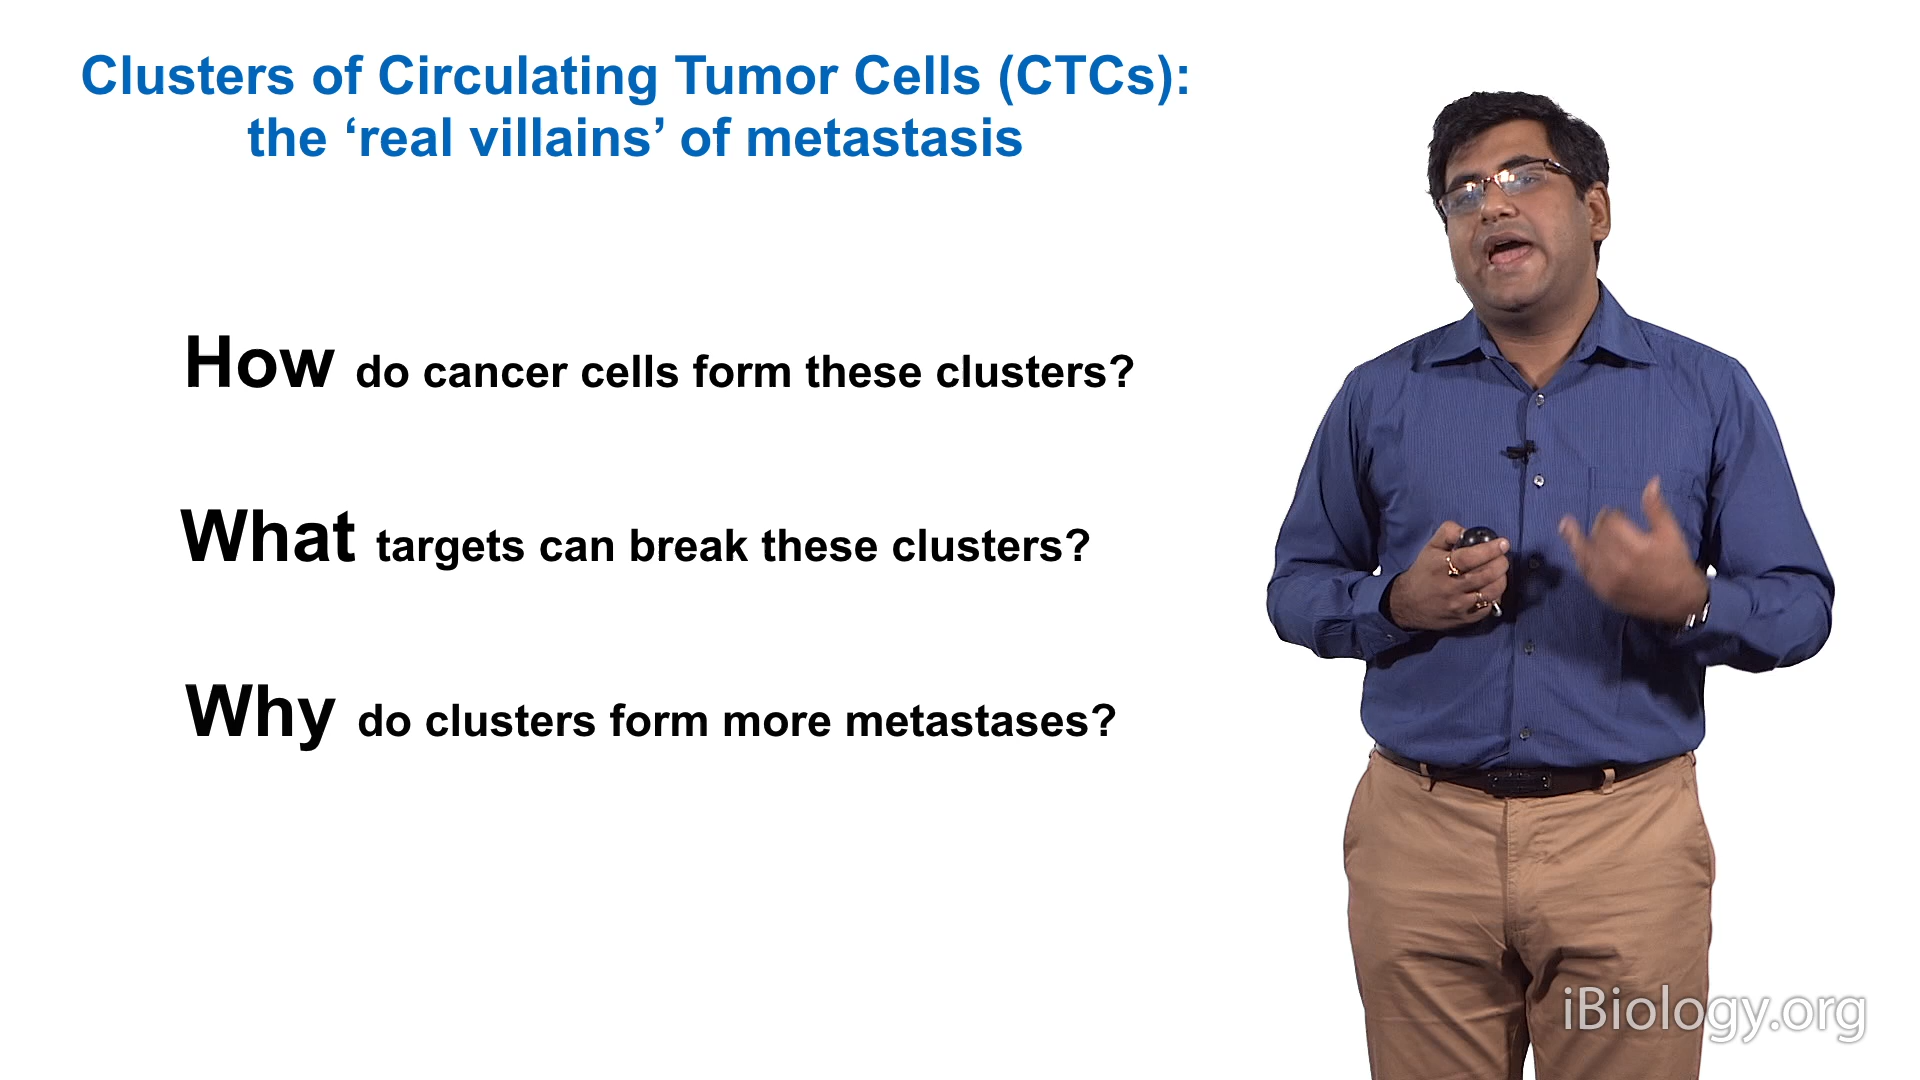 Clusters of Circulating Tumor Cells (CTCs):
the ‘real villains’ of metastasis
How do cancer cells form these clusters?
What targets can break these clusters?
Why do clusters form more metastases?
iBiology.org